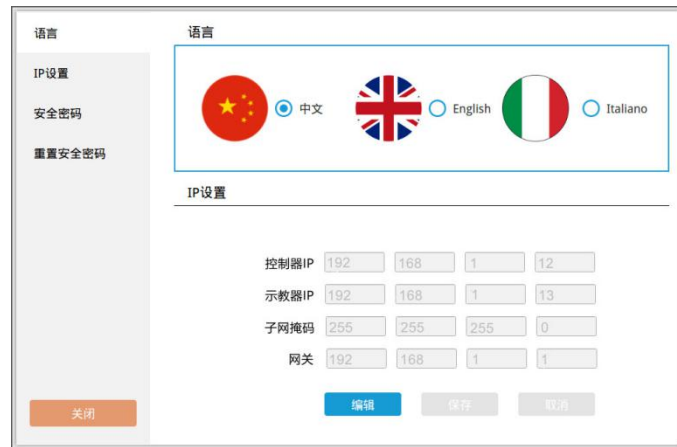 语言
IP设置
安全密码
重置安全密码
关闭
语言
中文 English Italiano
IP设置
控制器IP 192 168 1 12
示教器IP 192 168 1 13
子网掩码 255 255 255 0
网关 192 168 1 1
编辑 保存 取消